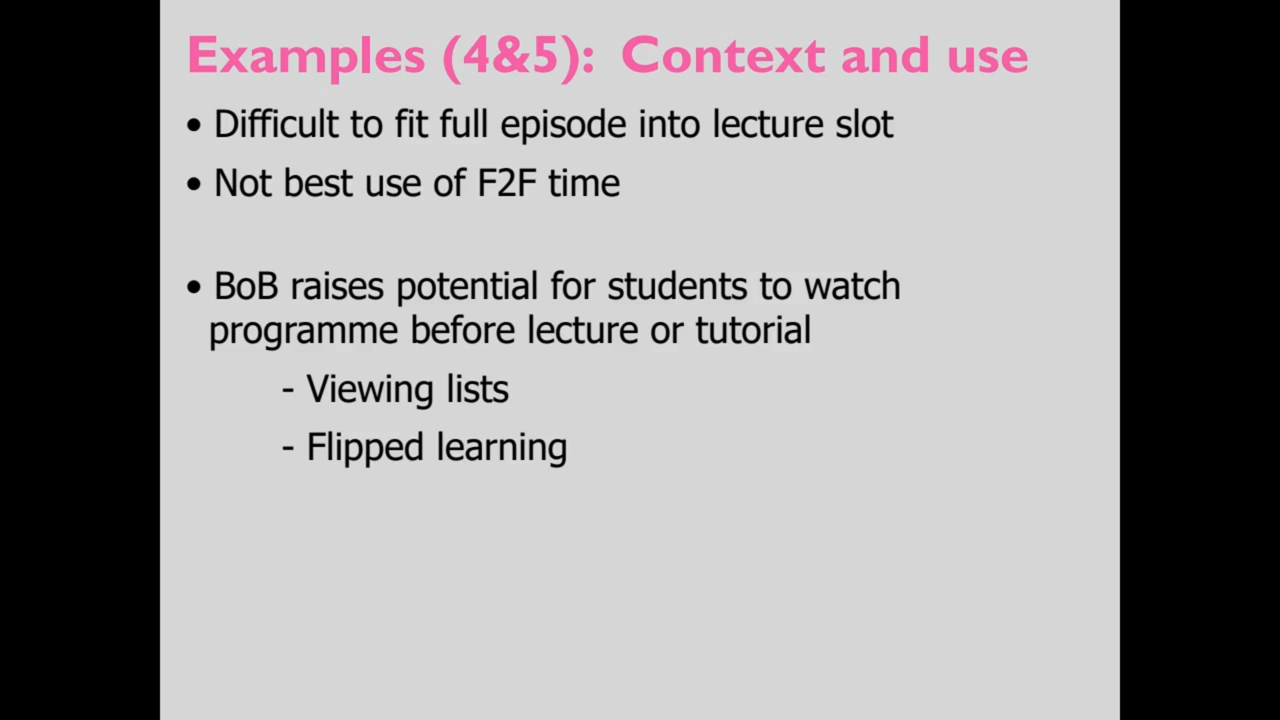 Examples (4&5): Context and use
• Difficult to fit full episode into lecture slot
• Not best use of F2F time
• BoB raises potential for students to watch
programme before lecture or tutorial
- Viewing lists
- Flipped learning